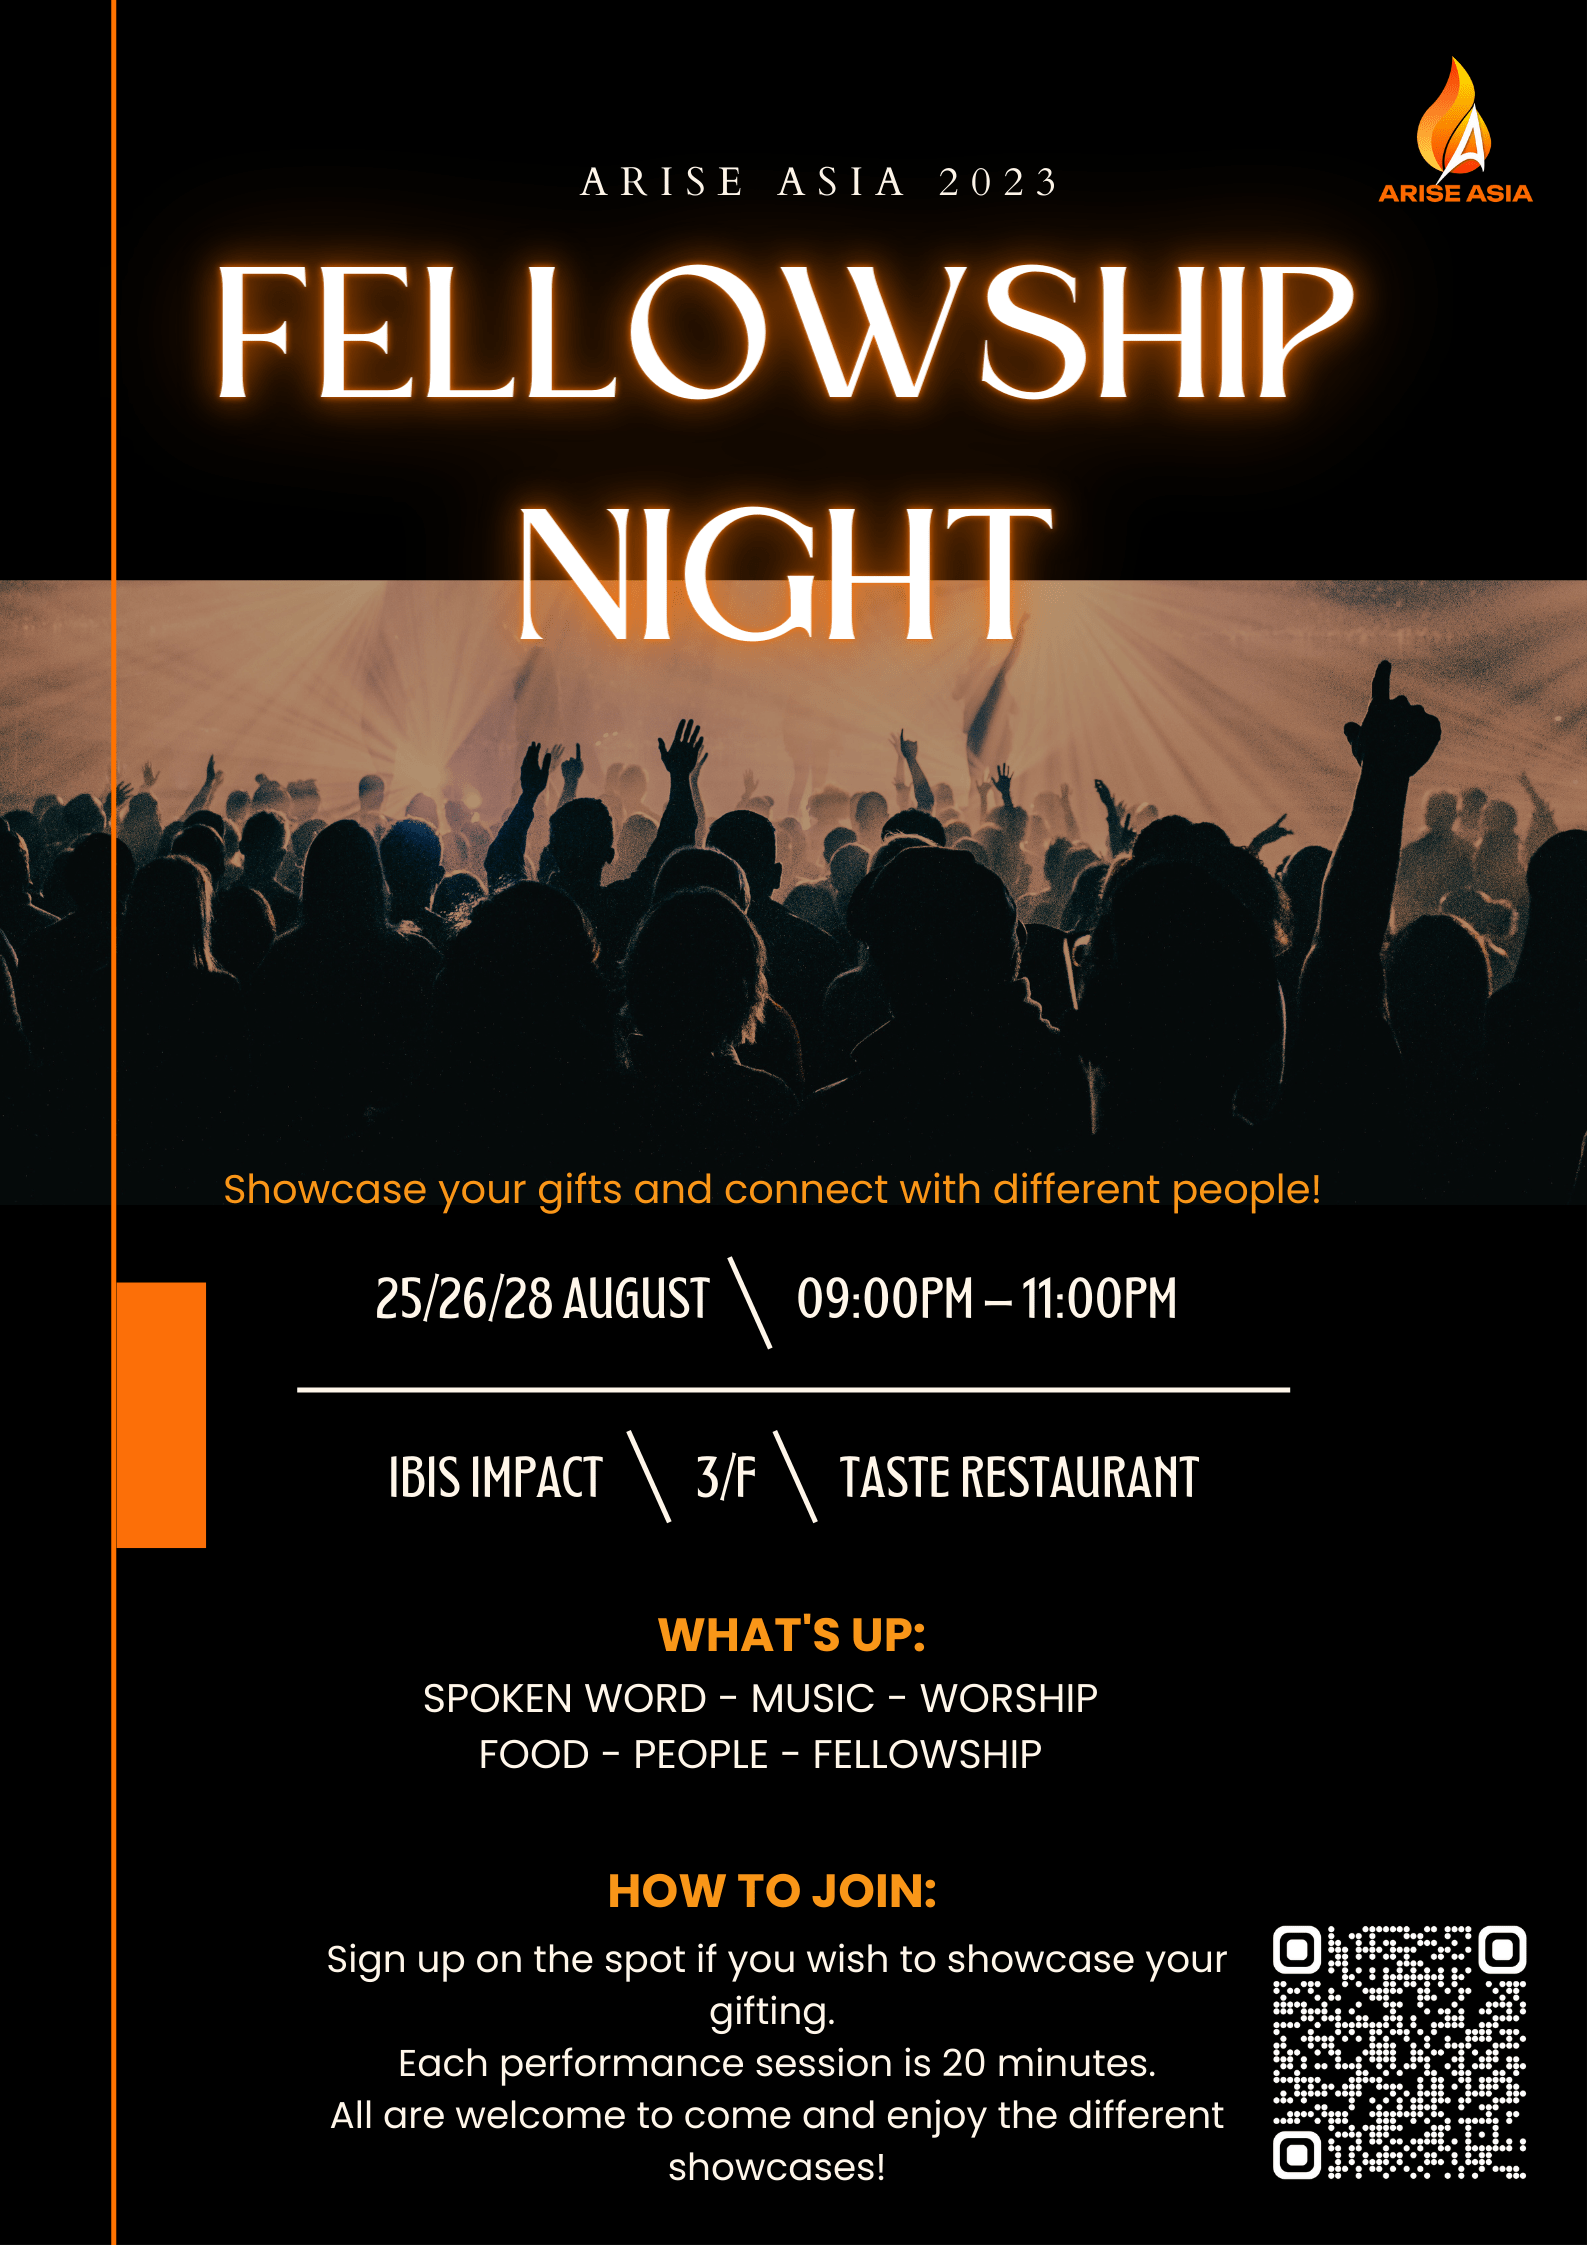 ARISE ASIA
ARISE ASIA 2023
FELLOWSHIP
NIGHT
Showcase your gifts and connect with different people!
25/26/28 AUGUST \ 09:00PM – 11:00PM
IBIS IMPACT \ 3/F \ TASTE RESTAURANT
WHAT'S UP:
SPOKEN WORD - MUSIC - WORSHIP
FOOD - PEOPLE - FELLOWSHIP
HOW TO JOIN:
Sign up on the spot if you wish to showcase your
gifting.
Each performance session is 20 minutes.
All are welcome to come and enjoy the different
showcases!